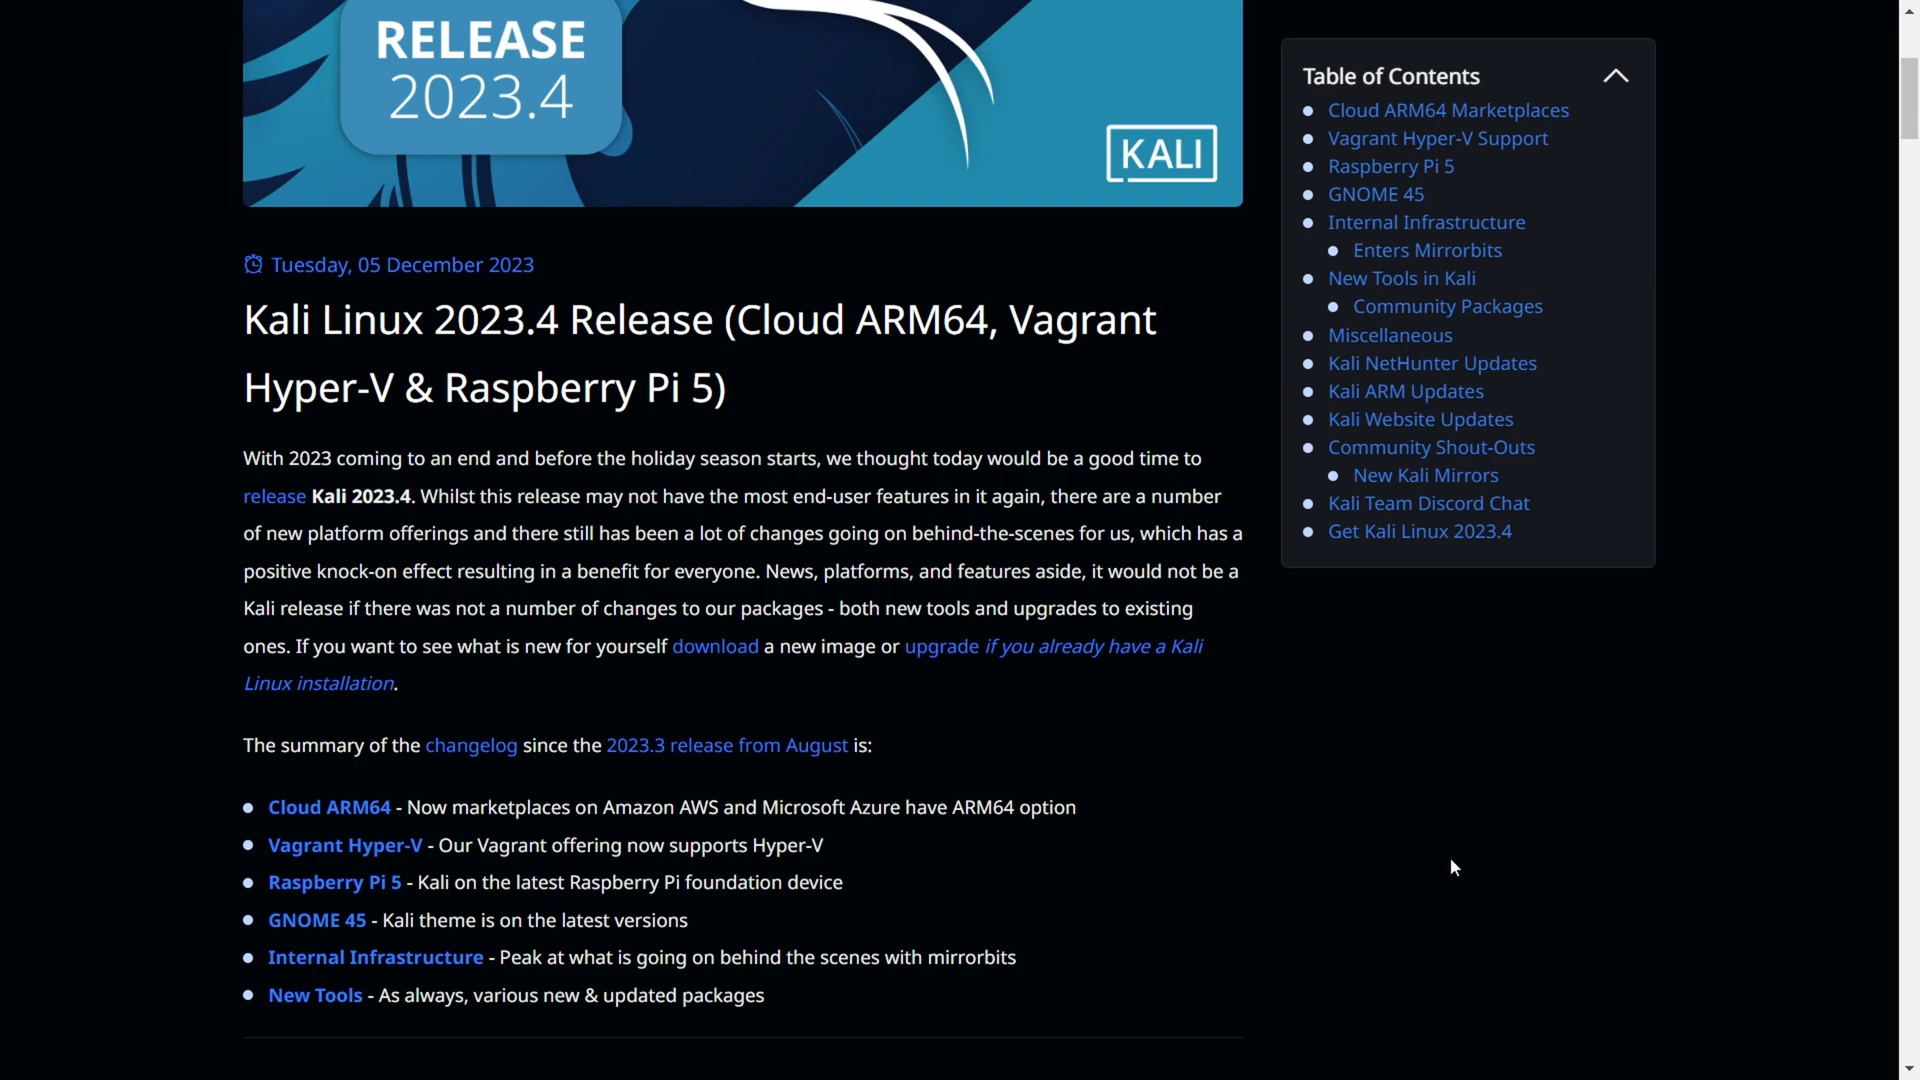 RELEASE
2023.4
KALI
Tuesday, 05 December 2023
Kali Linux 2023.4 Release (Cloud ARM64, Vagrant
Hyper-V & Raspberry Pi 5)
With 2023 coming to an end and before the holiday season starts, we thought today would be a good time to
release Kali 2023.4. Whilst this release may not have the most end-user features in it again, there are a number
of new platform offerings and there still has been a lot of changes going on behind-the-scenes for us, which has a
positive knock-on effect resulting in a benefit for everyone. News, platforms, and features aside, it would not be a
Kali release if there was not a number of changes to our packages - both new tools and upgrades to existing
ones. If you want to see what is new for yourself download a new image or upgrade if you already have a Kali
Linux installation.
The summary of the changelog since the 2023.3 release from August is:
Cloud ARM64 - Now marketplaces on Amazon AWS and Microsoft Azure have ARM64 option
Vagrant Hyper-V - Our Vagrant offering now supports Hyper-V
Raspberry Pi 5 - Kali on the latest Raspberry Pi foundation device
GNOME 45 - Kali theme is on the latest versions
Internal Infrastructure - Peak at what is going on behind the scenes with mirrorbits
New Tools - As always, various new & updated packages
Table of Contents
Cloud ARM64 Marketplaces
Vagrant Hyper-V Support
Raspberry Pi 5
GNOME 45
Internal Infrastructure
Enters Mirrorbits
New Tools in Kali
Community Packages
Miscellaneous
Kali NetHunter Updates
Kali ARM Updates
Kali Website Updates
Community Shout-Outs
New Kali Mirrors
Kali Team Discord Chat
Get Kali Linux 2023.4